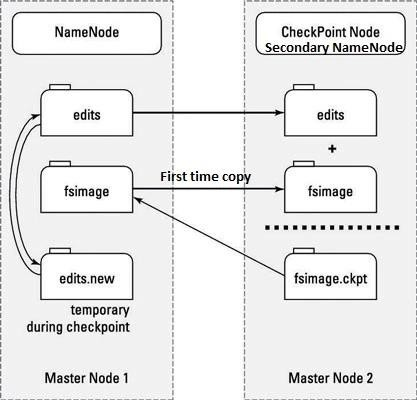 NameNode
CheckPoint Node
Secondary NameNode
edits
edits
+
First time copy
fsimage
fsimage
edits.new
fsimage.ckpt
temporary
during checkpoint
Master Node 1
Master Node 2